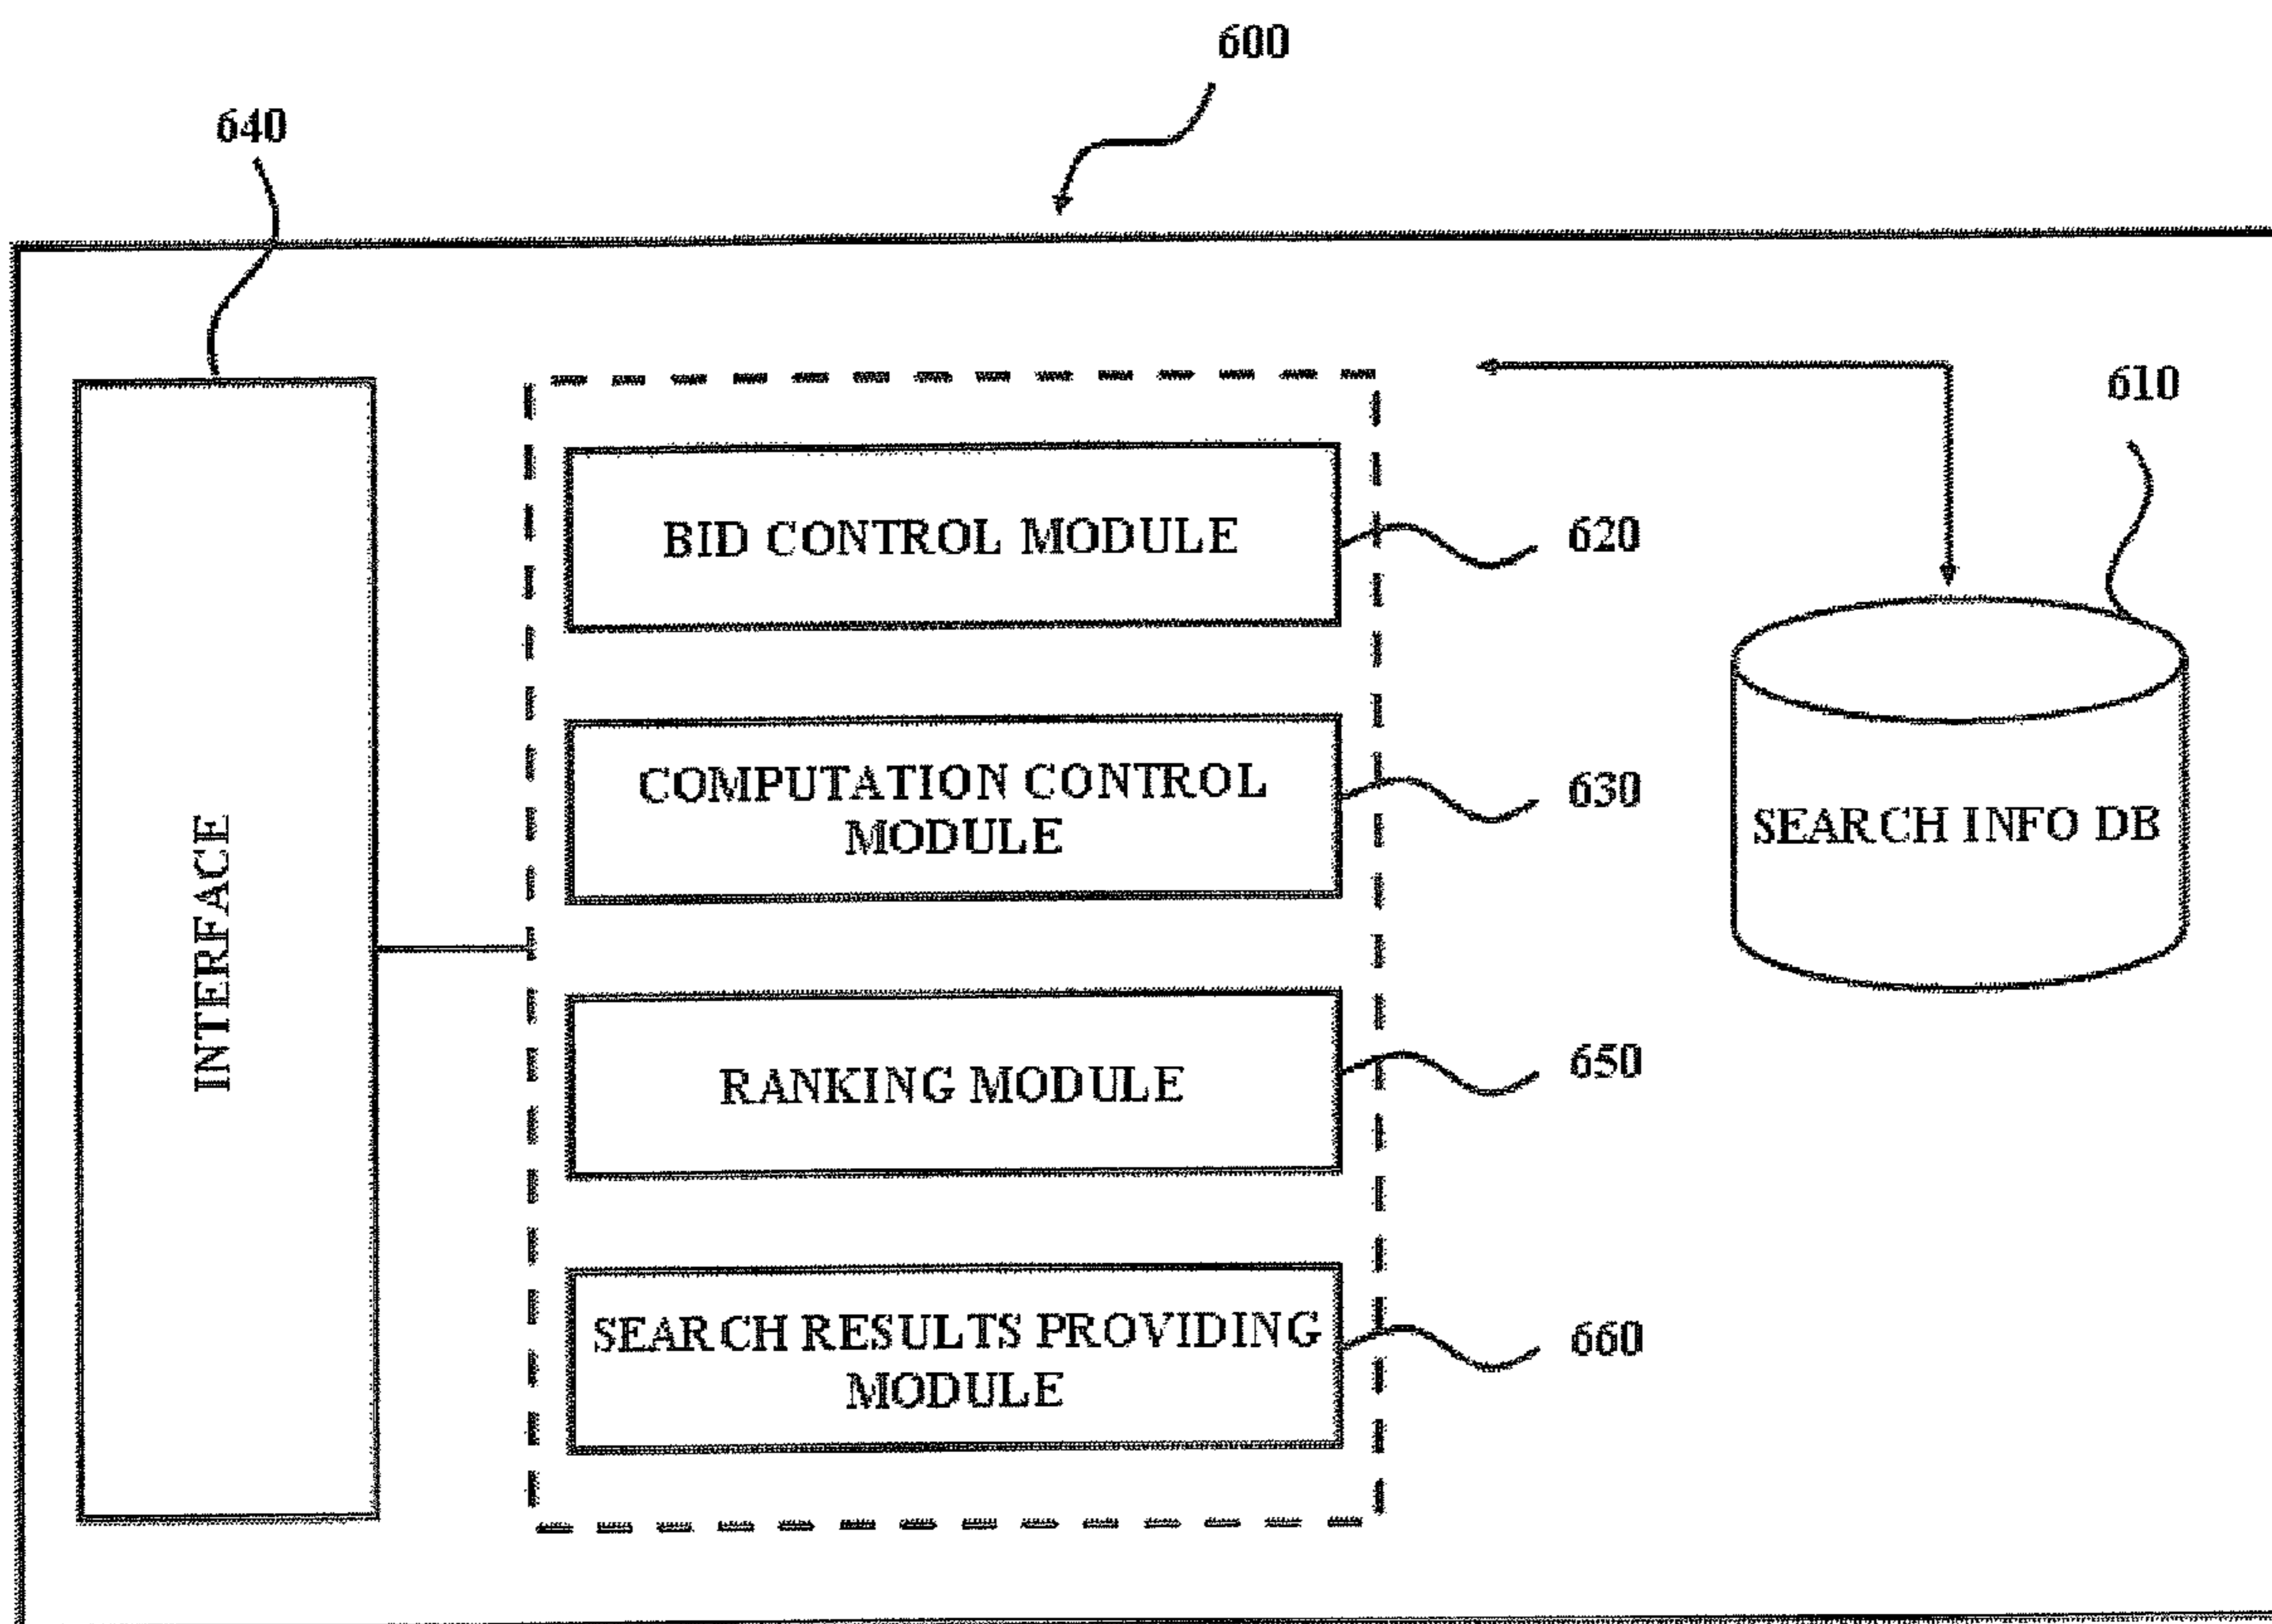 600
640
610
BID CONTROL MODULE
620
COMPUTATION CONTROL
MODULE
630
SEARCH INFO DB
INTERFACE
RANKING MODULE
650
SEARCH RESULTS PROVIDING
MODULE
660